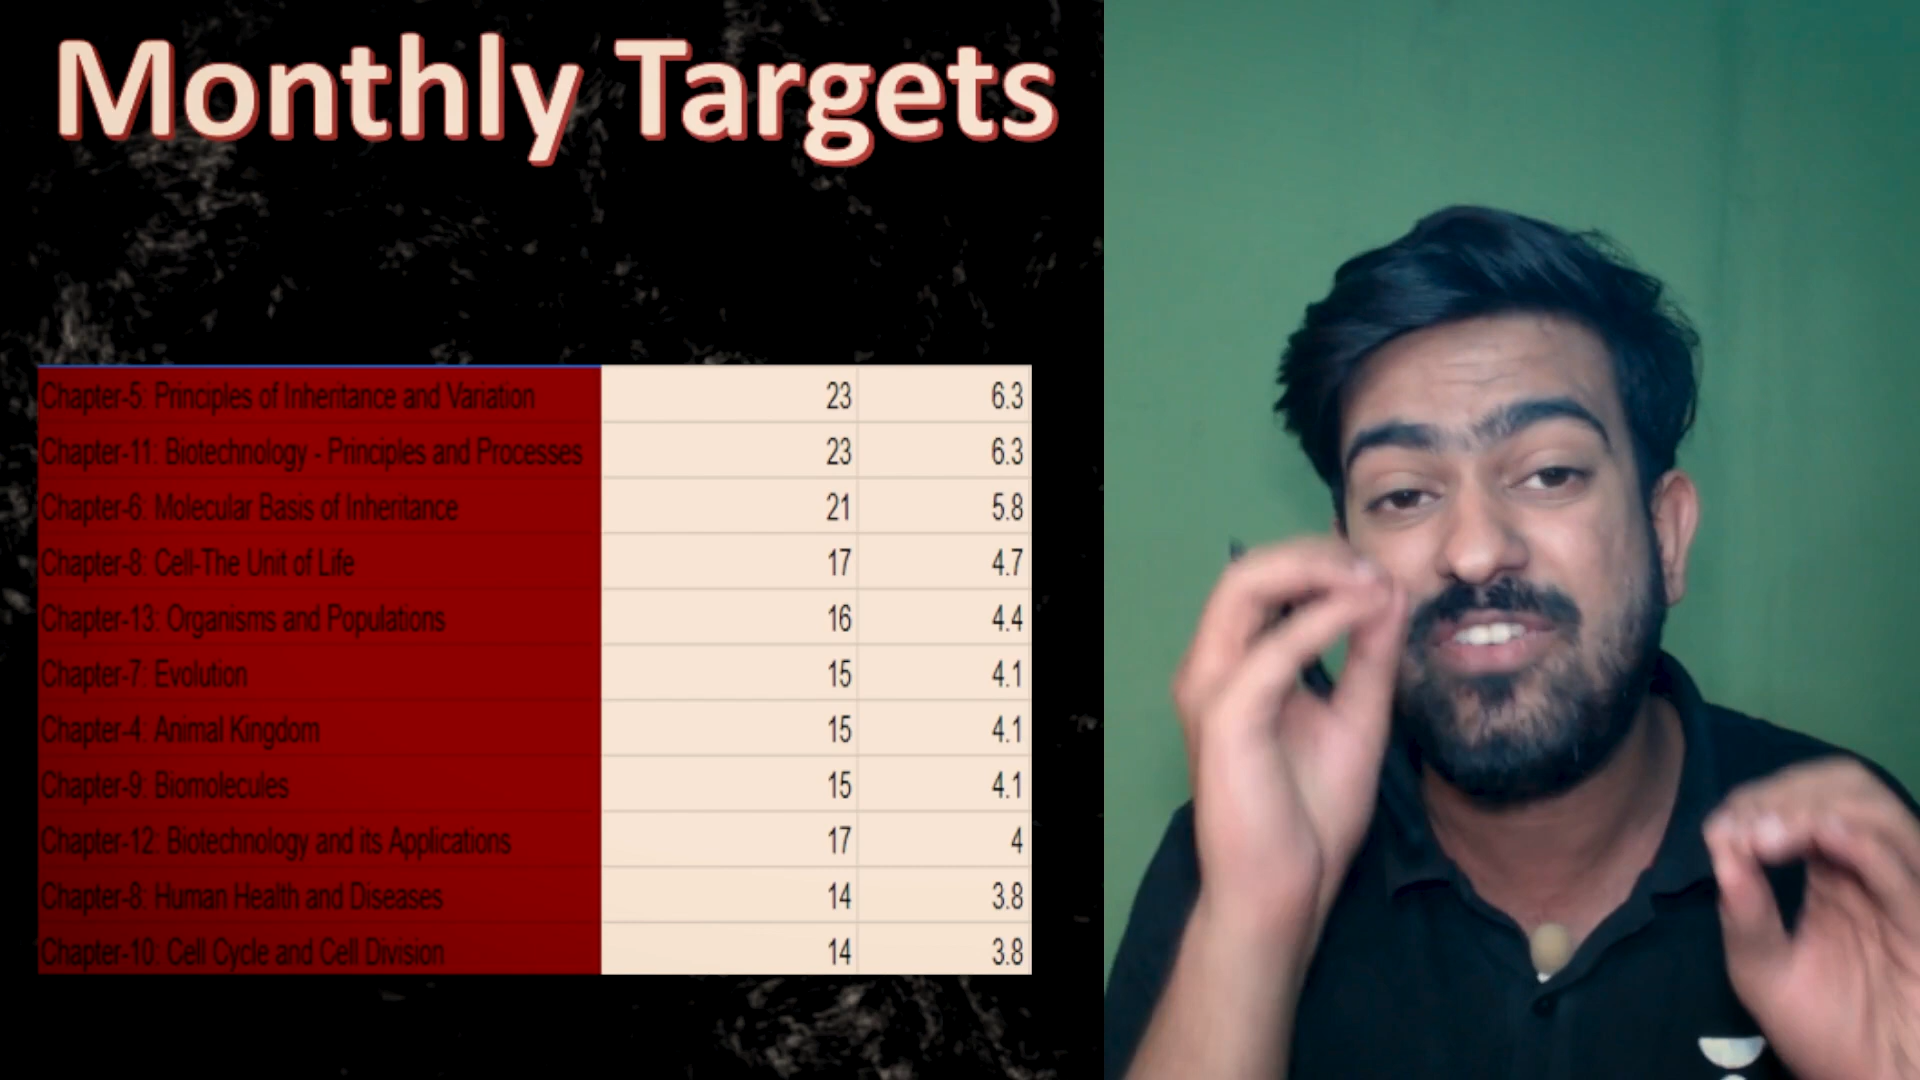 Monthly Targets
Chapter-5: Principles of Inheritance and Variation 23 6.3
Chapter-11: Biotechnology - Principles and Processes 23 6.3
Chapter-6: Molecular Basis of Inheritance 21 5.8
Chapter-8: Cell-The Unit of Life 17 4.7
Chapter-13: Organisms and Populations 16 4.4
Chapter-7: Evolution 15 4.1
Chapter-4: Animal Kingdom 15 4.1
Chapter-9: Biomolecules 15 4.1
Chapter-12: Biotechnology and its Applications 17 4
Chapter-8: Human Health and Diseases 14 3.8
Chapter-10: Cell Cycle and Cell Division 14 3.8